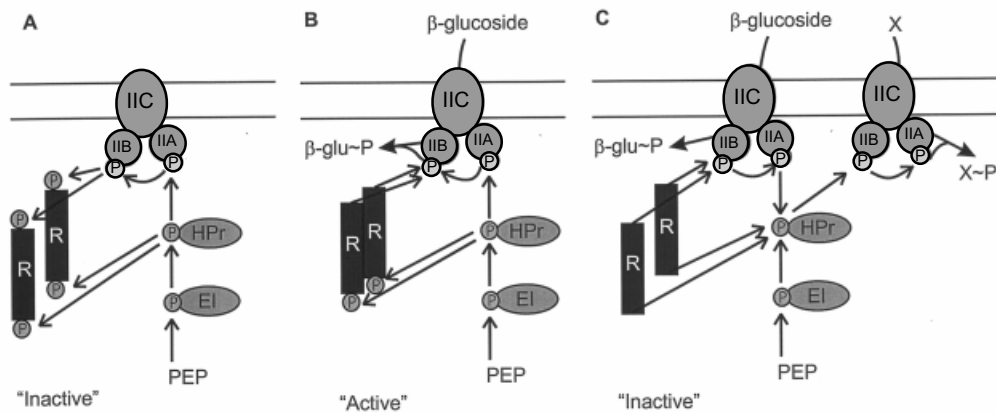 A
IIC
IIB
IIA
P
P
P
P
R
R
P
P
P
HPr
P
EI
PEP
"Inactive"
B
β-glucoside
IIC
β-glu~P
IIB
IIA
P
P
R
R
P
P
P
HPr
P
EI
PEP
"Active"
C
β-glucoside
X
IIC
IIC
β-glu~P
IIB
IIA
IIB
IIA
P
P
P
P
X~P
R
R
P
HPr
P
EI
PEP
"Inactive"